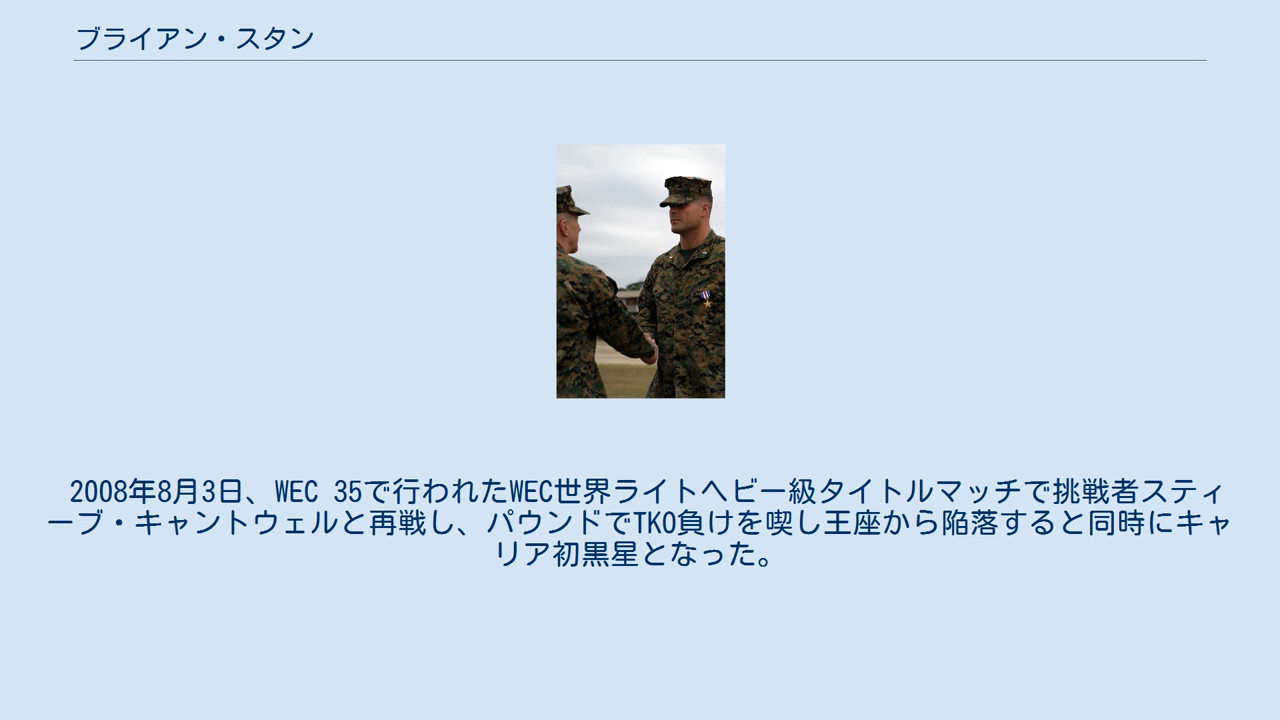 ブライアン・スタン
2008年8月3日、WEC 35で行われたWEC世界ライトヘビー級タイトルマッチで挑戦者スティ
ーブ・キャントウェルと再戦し、パウンドでTKO負けを喫し王座から陥落すると同時にキャ
リア初黒星となった。